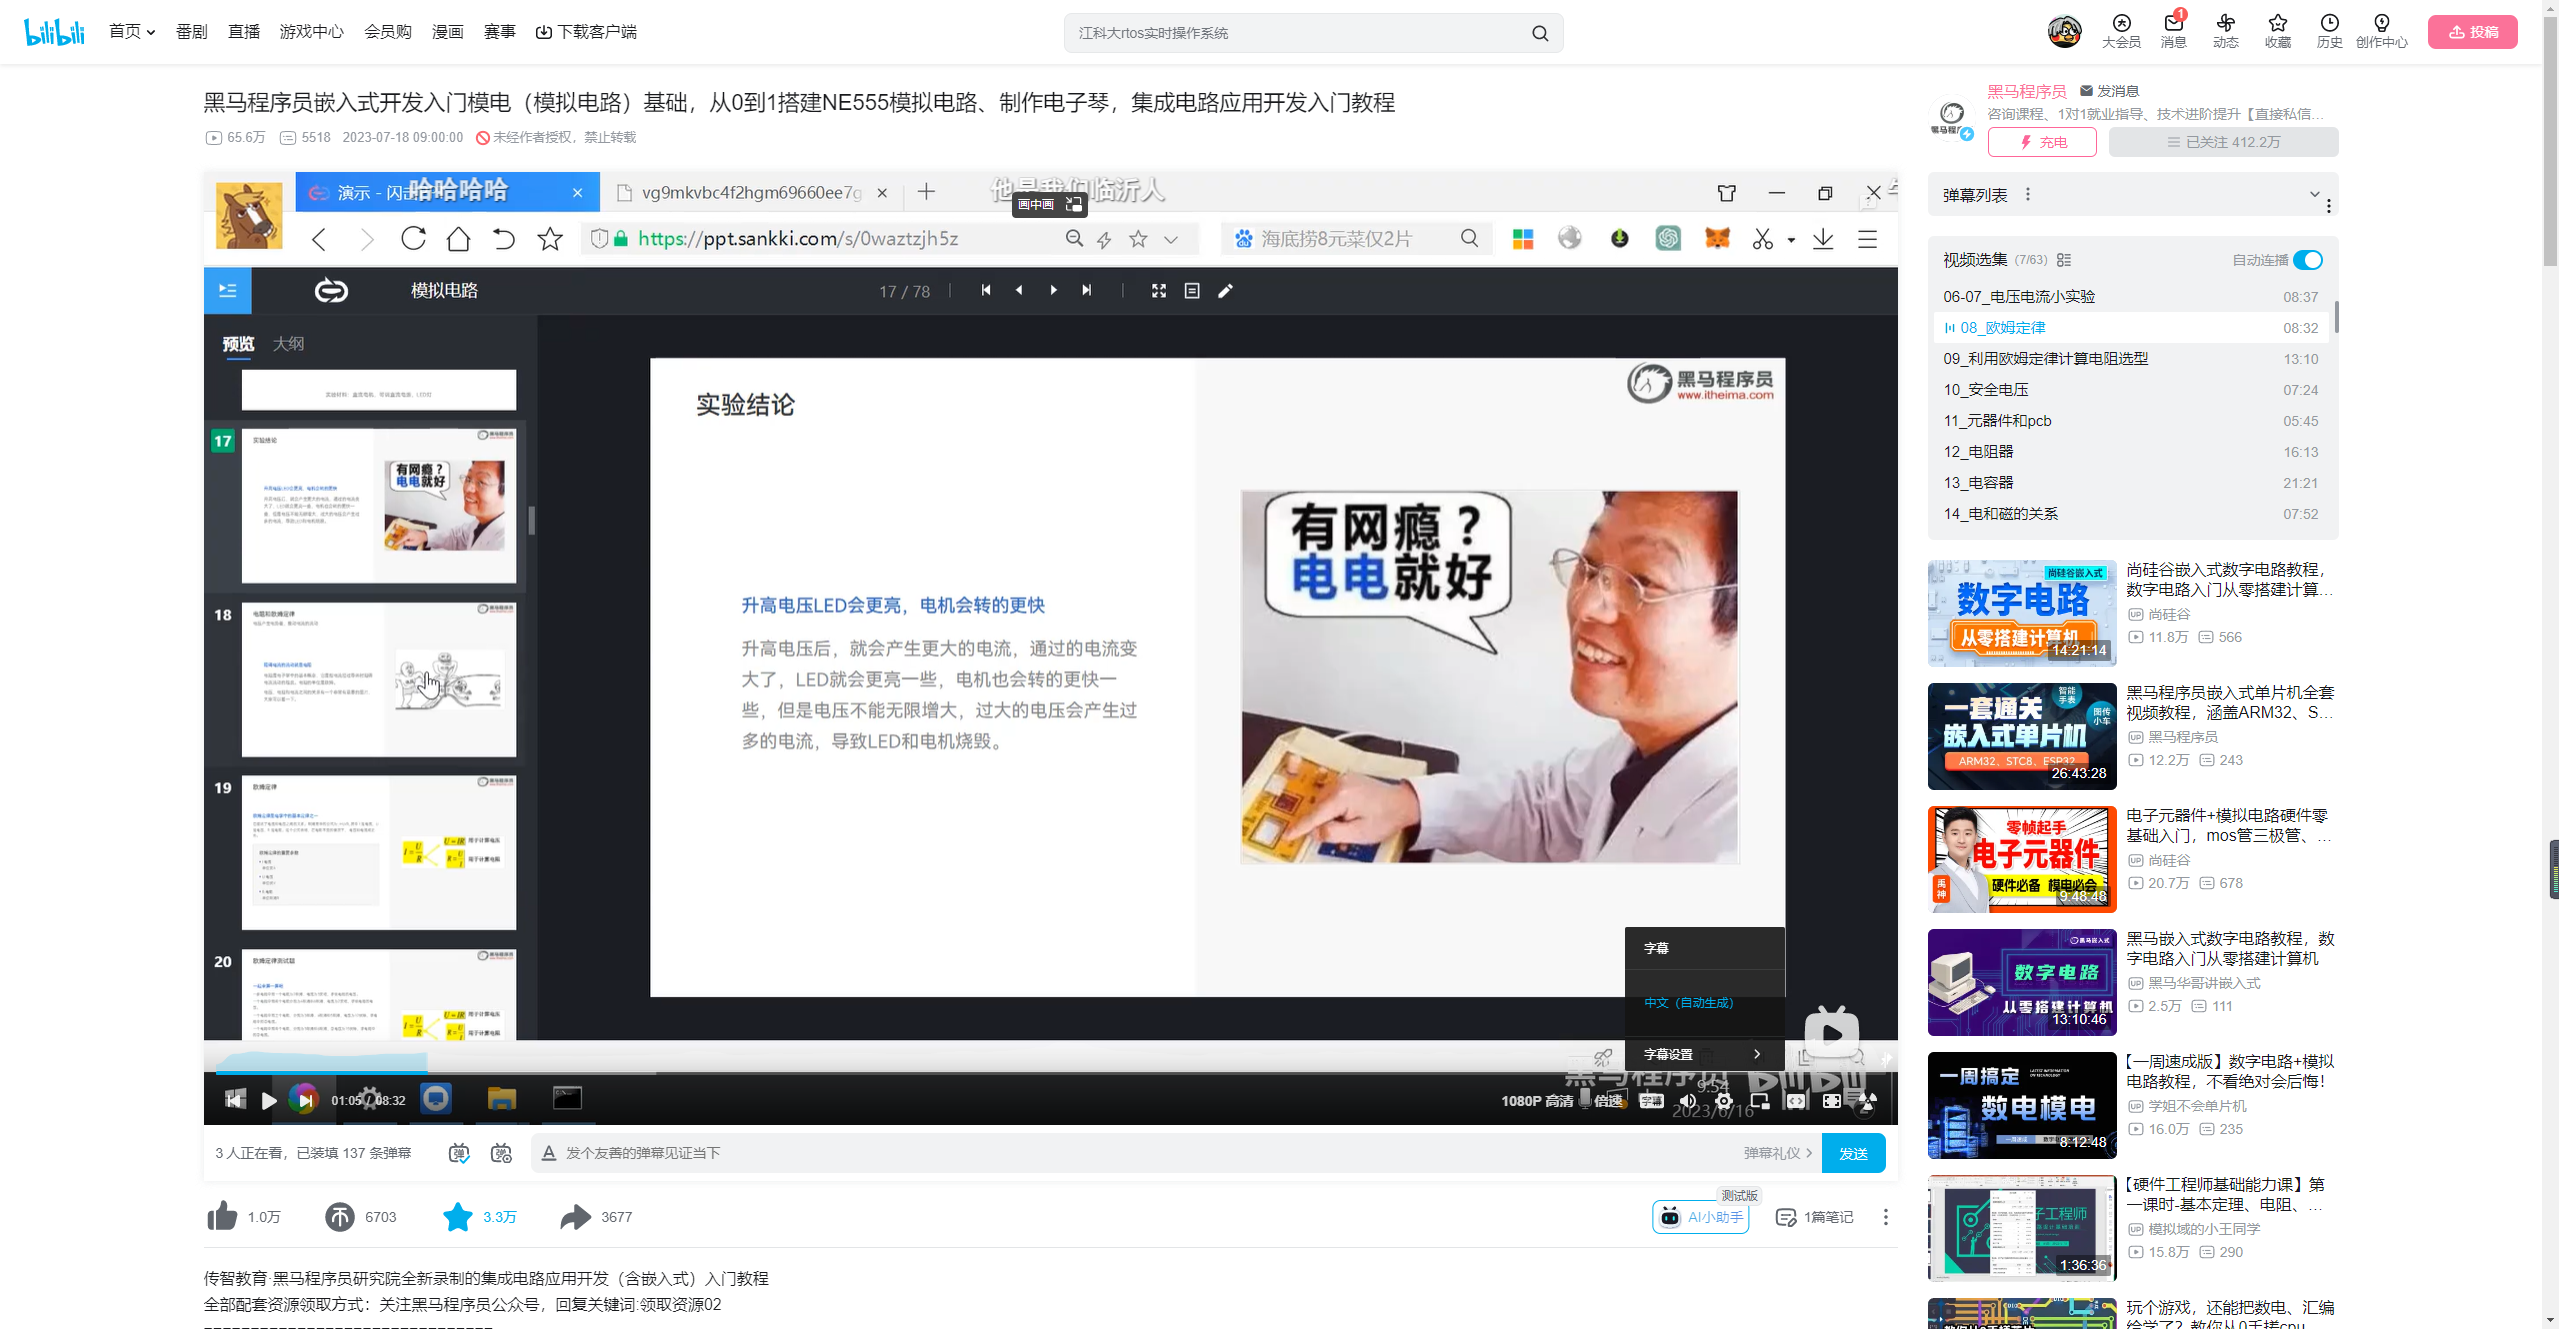 bilibili
首页
番剧
直播
游戏中心
会员购
漫画
赛事
下载客户端
江科大rtos实时操作系统
大会员
1
消息
动态
收藏
历史
创作中心
投稿
黑马程序员嵌入式开发入门模电（模拟电路）基础，从0到1搭建NE555模拟电路、制作电子琴，集成电路应用开发入门教程
65.6万 5518 2023-07-18 09:00:00 未经作者授权，禁止转载
哈哈哈哈
vg9mkvbc4f2hgm69660ee7g
画中画
https://ppt.sankki.com/s/0waztzjh5z
海底捞8元菜仅2片
模拟电路
17 / 78
预览 大纲
17
18
19
20
实验结论
黑马程序员
www.itheima.com
升高电压LED会更亮，电机会转的更快
升高电压后，就会产生更大的电流，通过的电流变
大了，LED就会更亮一些，电机也会转的更快一
些，但是电压不能无限增大，过大的电压会产生过
多的电流，导致LED和电机烧毁。
有网瘾？
电电就好
字幕
中文（自动生成）
字幕设置
01:05 / 08:32
1080P 高清
倍速
字幕
9:54
2023/6/16
3 人正在看，已装填 137 条弹幕
发个友善的弹幕见证当下
弹幕礼仪
发送
1.0万
6703
3.3万
3677
测试版
AI小助手
1篇笔记
传智教育·黑马程序员研究院全新录制的集成电路应用开发（含嵌入式）入门教程
全部配套资源领取方式：关注黑马程序员公众号，回复关键词:领取资源02
黑马程序员 发消息
咨询课程、1对1就业指导、技术进阶提升【直接私信…
充电
已关注 412.2万
弹幕列表
视频选集 (7/63)
自动连播
06-07_电压电流小实验 08:37
08_欧姆定律 08:32
09_利用欧姆定律计算电阻选型 13:10
10_安全电压 07:24
11_元器件和pcb 05:45
12_电阻器 16:13
13_电容器 21:21
14_电和磁的关系 07:52
尚硅谷嵌入式
数字电路
从零搭建计算机
14:21:14
尚硅谷嵌入式数字电路教程，
数字电路入门从零搭建计算…
尚硅谷
11.8万 566
智能
手表
图传
小车
一套通关
嵌入式单片机
ARM32、STC8、ESP32
26:43:28
黑马程序员嵌入式单片机全套
视频教程，涵盖ARM32、S…
黑马程序员
12.2万 243
零帧起手
电子元器件
硬件必备 模电必会
禹神
9:48:48
电子元器件+模拟电路硬件零
基础入门，mos管三极管、…
尚硅谷
20.7万 678
数字电路
从零搭建计算机
13:10:46
黑马嵌入式数字电路教程，数
字电路入门从零搭建计算机
黑马华哥讲嵌入式
2.5万 111
一周搞定
数电模电
8:12:48
【一周速成版】数字电路+模拟
电路教程，不看绝对会后悔！
学姐不会单片机
16.0万 235
1:36:36
【硬件工程师基础能力课】第
一课时-基本定理、电阻、…
模拟域的小王同学
15.8万 290
玩个游戏，还能把数电、汇编